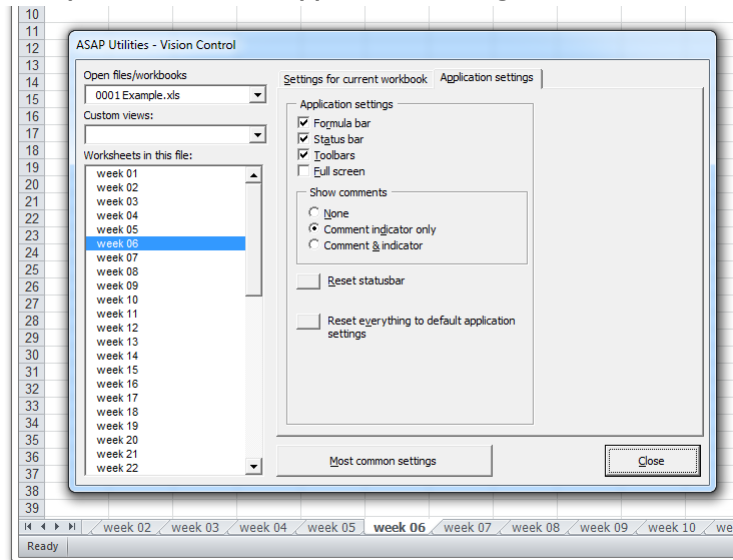 10
11
12
13
14
15
16
17
18
19
20
21
22
23
24
25
26
27
28
29
30
31
32
33
34
35
36
37
38
39
ASAP Utilities - Vision Control
Open files/workbooks
0001 Example.xls
Custom views:
Worksheets in this file:
week 01
week 02
week 03
week 04
week 05
week 06
week 07
week 08
week 09
week 10
week 11
week 12
week 13
week 14
week 15
week 16
week 17
week 18
week 19
week 20
week 21
week 22
Settings for current workbook Application settings
Application settings
Formula bar
Status bar
Toolbars
Full screen
Show comments
None
Comment indicator only
Comment & indicator
Reset statusbar
Reset everything to default application
settings
Most common settings
Close
week 02 week 03 week 04 week 05 week 06 week 07 week 08 week 09 week 10 we
Ready